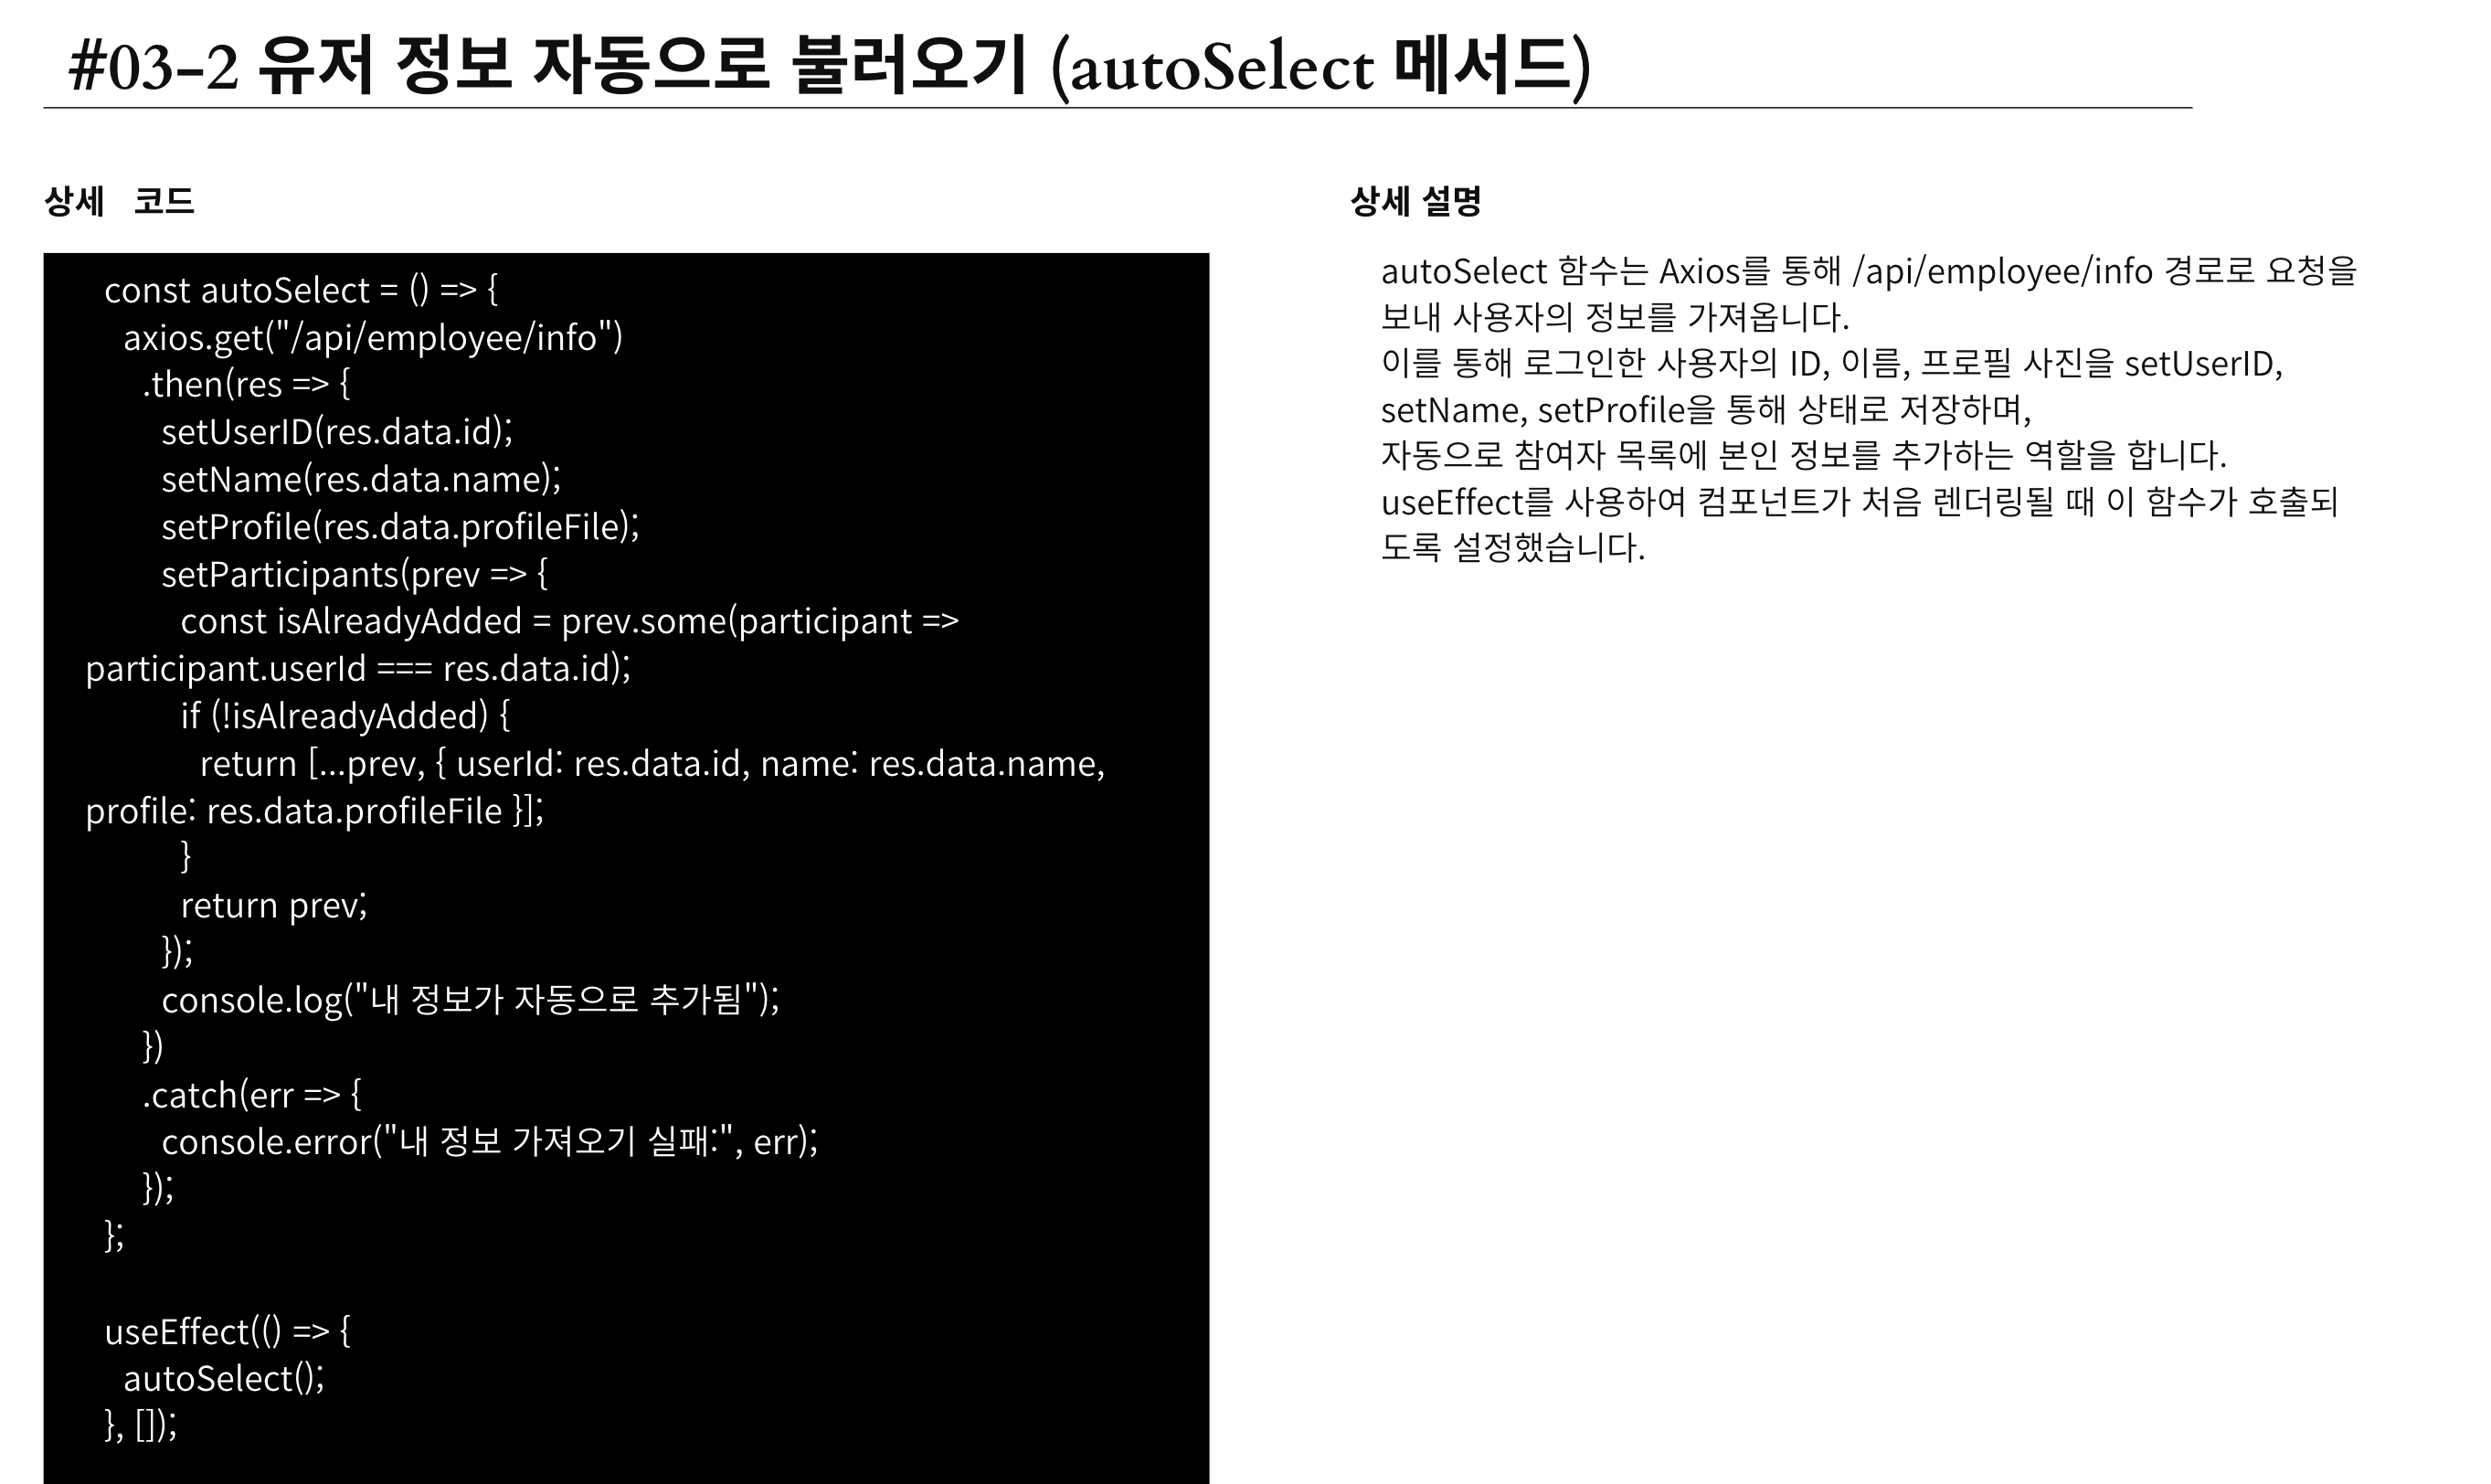 #03-2 유저 정보 자동으로 불러오기 (autoSelect 메서드)
상세 코드
const autoSelect = () => {
axios.get("/api/employee/info")
.then(res => {
setUserID(res.data.id);
setName(res.data.name);
setProfile(res.data.profileFile);
setParticipants(prev => {
const isAlreadyAdded = prev.some(participant =>
participant.userId === res.data.id);
if (!isAlreadyAdded) {
return [...prev, { userId: res.data.id, name: res.data.name,
profile: res.data.profileFile }];
}
return prev;
});
console.log("내 정보가 자동으로 추가됨");
})
.catch(err => {
console.error("내 정보 가져오기 실패:", err);
});
};
useEffect(() => {
autoSelect();
}, []);
상세 설명
autoSelect 함수는 Axios를 통해 /api/employee/info 경로로 요청을
보내 사용자의 정보를 가져옵니다.
이를 통해 로그인한 사용자의 ID, 이름, 프로필 사진을 setUserID,
setName, setProfile을 통해 상태로 저장하며,
자동으로 참여자 목록에 본인 정보를 추가하는 역할을 합니다.
useEffect를 사용하여 컴포넌트가 처음 렌더링될 때 이 함수가 호출되
도록 설정했습니다.